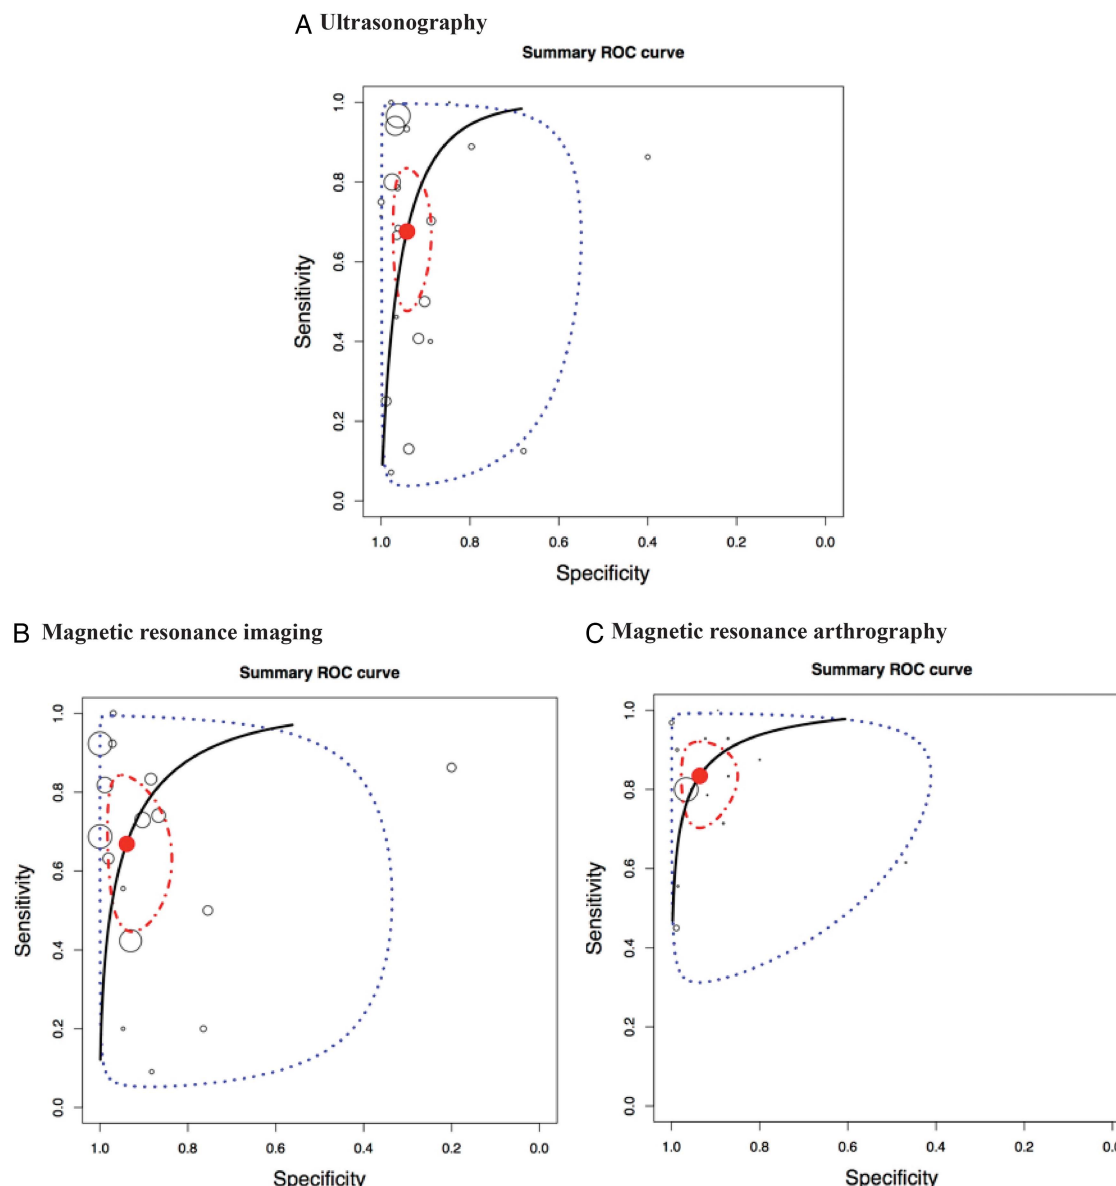 A Ultrasonography
Summary ROC curve
1.0
0.8
0.6
0.4
0.2
0.0
Sensitivity
1.0 0.8 0.6 0.4 0.2 0.0
Specificity
B Magnetic resonance imaging
Summary ROC curve
1.0
0.8
0.6
0.4
0.2
0.0
Sensitivity
1.0 0.8 0.6 0.4 0.2 0.0
Specificity
C Magnetic resonance arthrography
Summary ROC curve
1.0
0.8
0.6
0.4
0.2
0.0
Sensitivity
1.0 0.8 0.6 0.4 0.2
Specificity